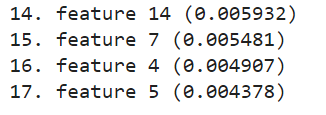 14. feature 14 (0.005932)
15. feature 7 (0.005481)
16. feature 4 (0.004907)
17. feature 5 (0.004378)